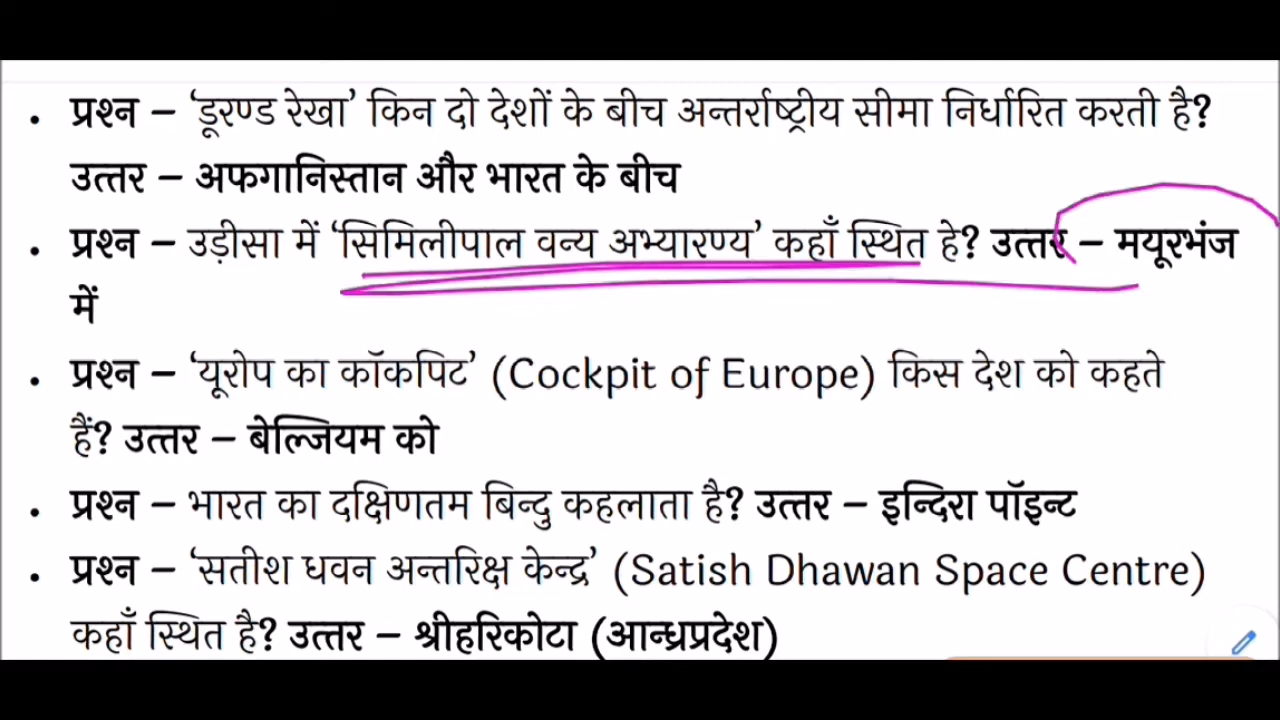 • प्रश्न – ‘डूरण्ड रेखा’ किन दो देशों के बीच अन्तर्राष्ट्रीय सीमा निर्धारित करती है?
उत्तर – अफगानिस्तान और भारत के बीच
• प्रश्न – उड़ीसा में ‘सिमिलीपाल वन्य अभ्यारण्य’ कहाँ स्थित हे? उत्तर – मयूरभंज
में
• प्रश्न – ‘यूरोप का कॉकपिट’ (Cockpit of Europe) किस देश को कहते
हैं? उत्तर – बेल्जियम को
• प्रश्न – भारत का दक्षिणतम बिन्दु कहलाता है? उत्तर – इन्दिरा पॉइन्ट
• प्रश्न – ‘सतीश धवन अन्तरिक्ष केन्द्र’ (Satish Dhawan Space Centre)
कहाँ स्थित है? उत्तर – श्रीहरिकोटा (आन्ध्रप्रदेश)